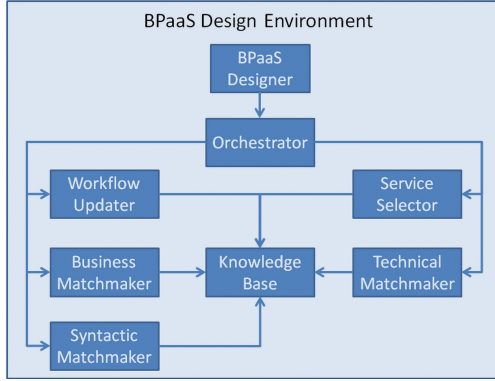 BPaaS Design Environment
BPaaS
Designer
Orchestrator
Workflow
Updater
Service
Selector
Business
Matchmaker
Knowledge
Base
Technical
Matchmaker
Syntactic
Matchmaker